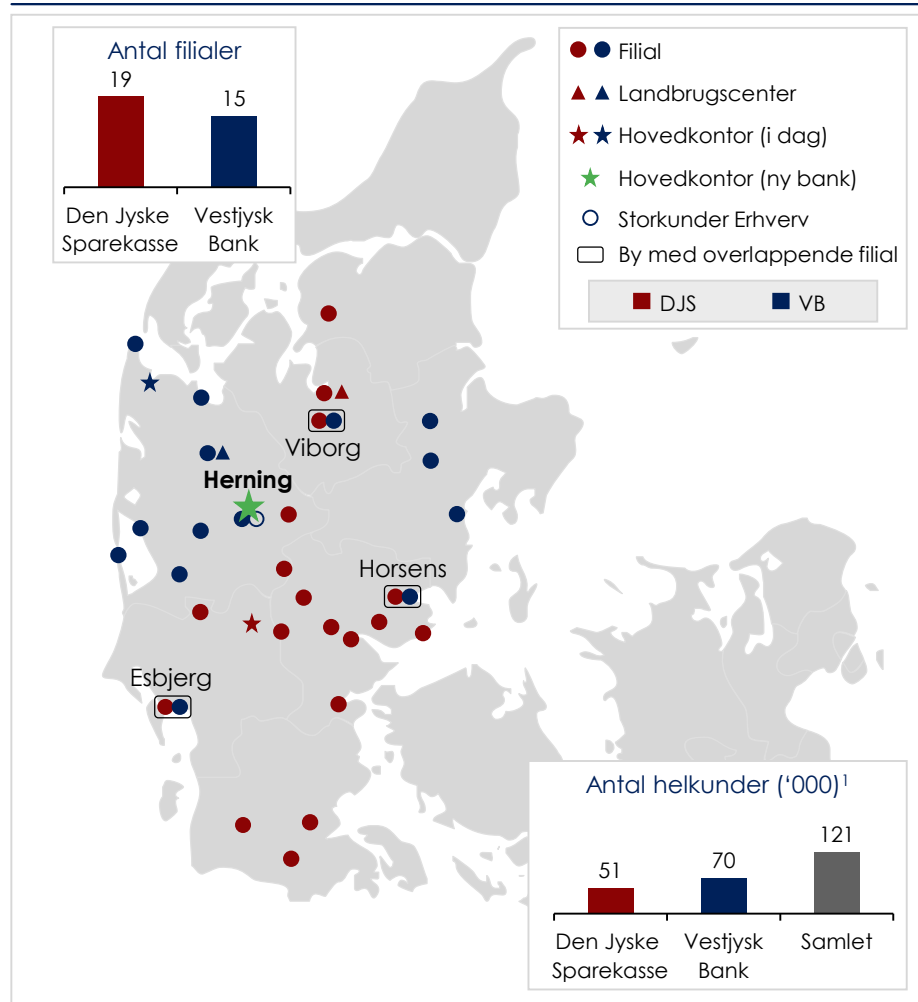 Antal filialer
19
15
Den Jyske
Sparekasse
Vestjysk
Bank
Filial
Landbrugscenter
Hovedkontor (i dag)
Hovedkontor (ny bank)
Storkunder Erhverv
By med overlappende filial
DJS
VB
Viborg
Herning
Horsens
Esbjerg
Antal helkunder (‘000)¹
51
70
121
Den Jyske
Sparekasse
Vestjysk
Bank
Samlet